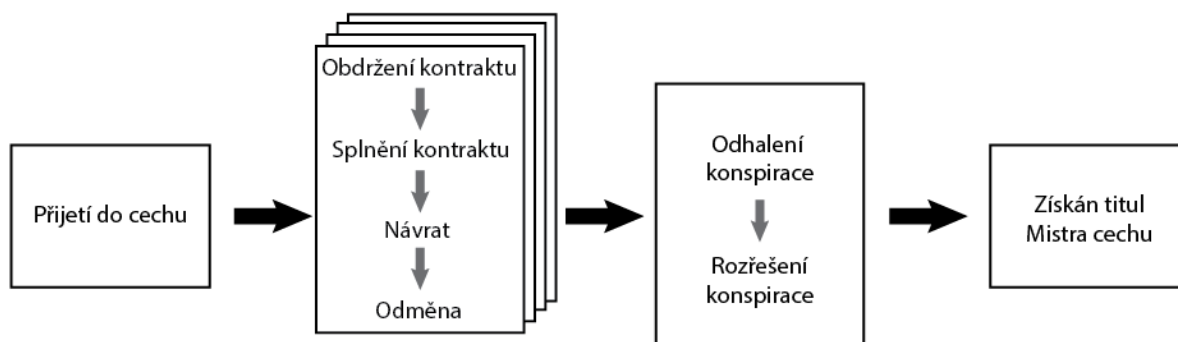 Přijetí do cechu
Obdržení kontraktu
Splnění kontraktu
Návrat
Odměna
Odhalení
konspirace
Rozřešení
konspirace
Získán titul
Mistra cechu